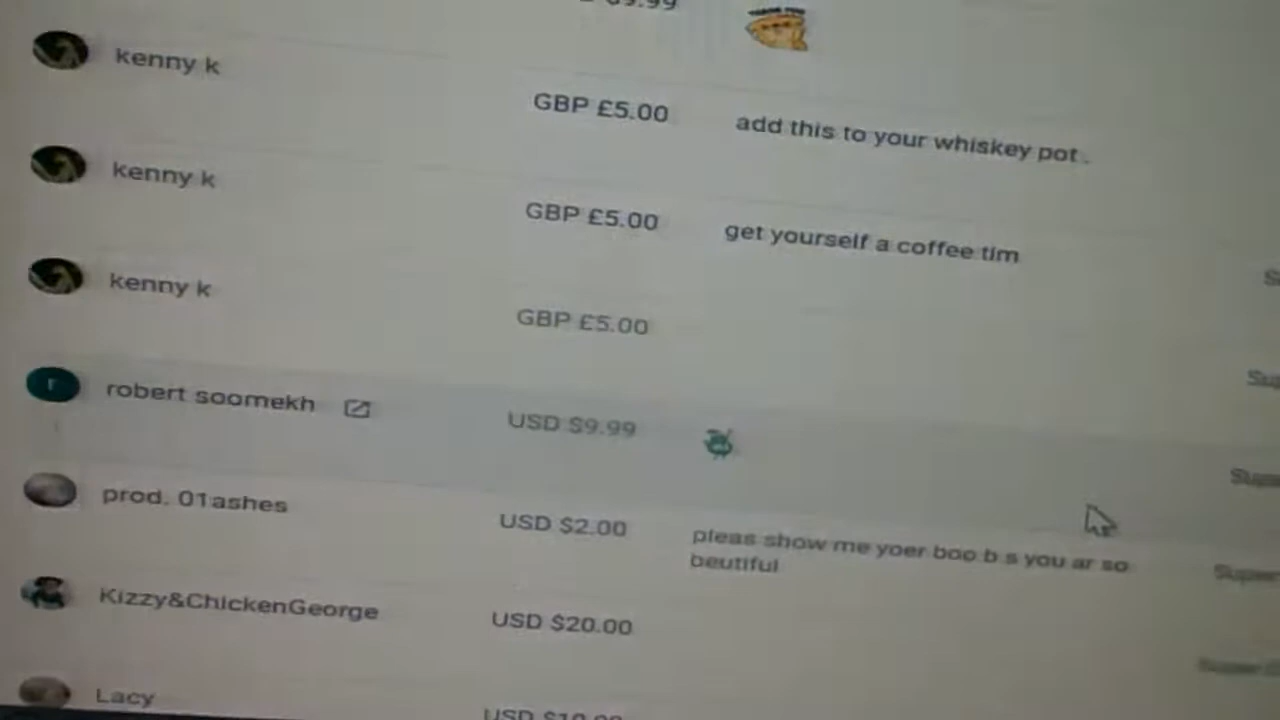 kenny k
GBP £5.00
add this to your whiskey pot.
kenny k
GBP £5.00
get yourself a coffee tim
kenny k
GBP £5.00
robert soomekh
USD $9.99
prod. 01ashes
USD $2.00
pleas show me yoer boo b s you ar so
beutiful
Kizzy&ChickenGeorge
USD $20.00
Lacy
USD